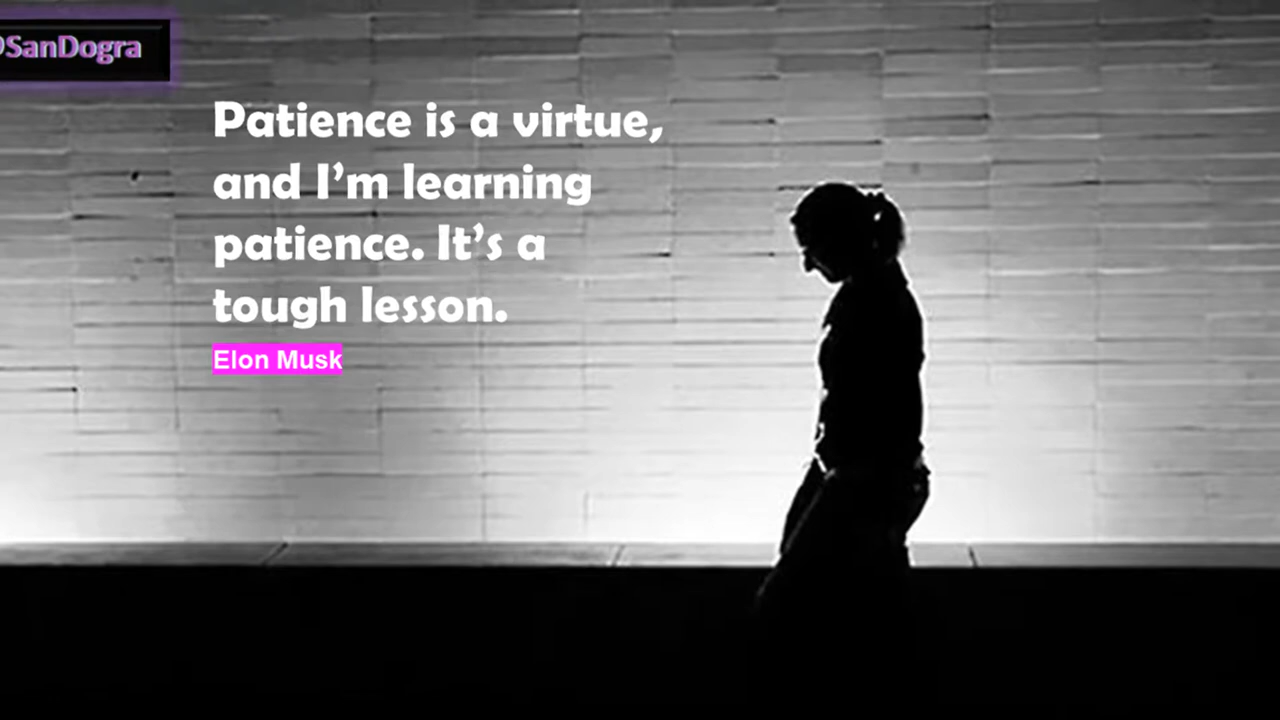 @SanDogra
Patience is a virtue,
and I’m learning
patience. It’s a
tough lesson.
Elon Musk